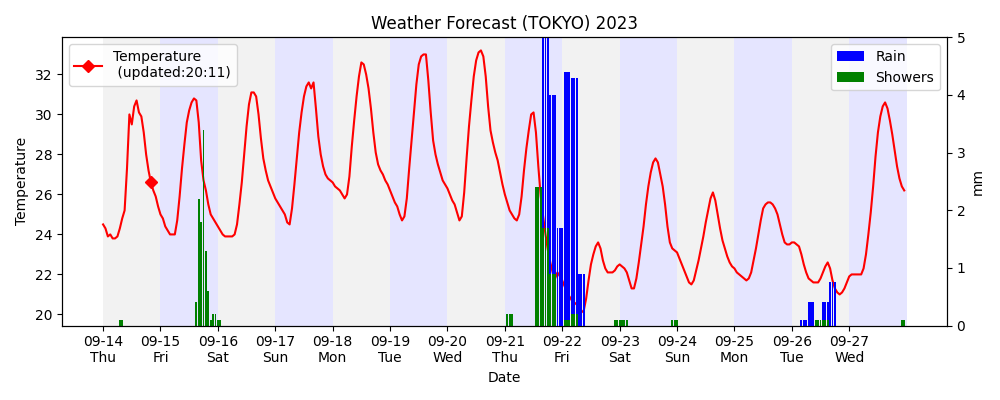 Weather Forecast (TOKYO) 2023
Temperature
(updated:20:11)
Rain
Showers
Temperature
32
30
28
26
24
22
20
5
4
3
2
1
0
mm
09-14 09-15 09-16 09-17 09-18 09-19 09-20 09-21 09-22 09-23 09-24 09-25 09-26 09-27
Thu Fri Sat Sun Mon Tue Wed Thu Fri Sat Sun Mon Tue Wed
Date